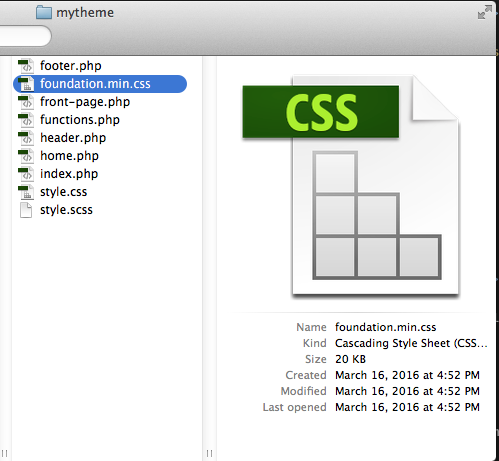 mytheme
footer.php
foundation.min.css
front-page.php
functions.php
header.php
home.php
index.php
style.css
style.scss
CSS
Name foundation.min.css
Kind Cascading Style Sheet (CSS...
Size 20 KB
Created March 16, 2016 at 4:52 PM
Modified March 16, 2016 at 4:52 PM
Last opened March 16, 2016 at 4:52 PM